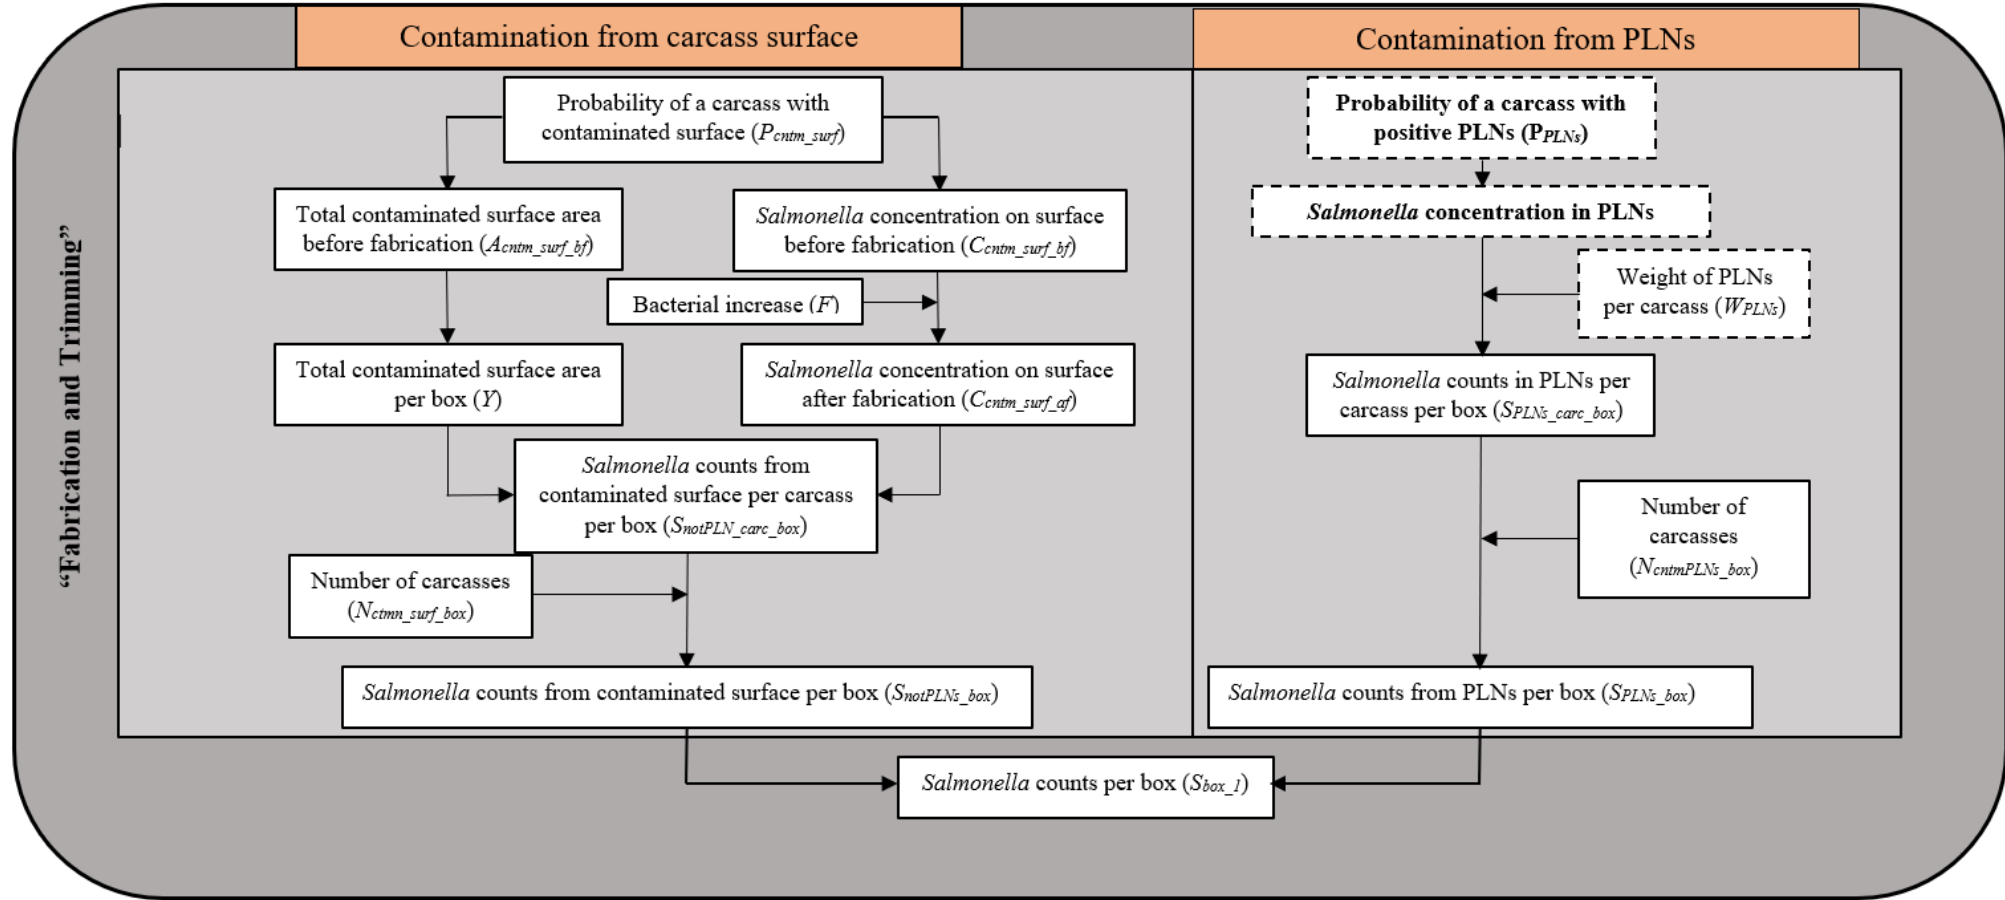 Contamination from carcass surface
Contamination from PLNs
“Fabrication and Trimming”
Probability of a carcass with
contaminated surface (Pcntm_surf)
Total contaminated surface area
before fabrication (Acntm_surf_bf)
Salmonella concentration on surface
before fabrication (Ccntm_surf_bf)
Bacterial increase (F)
Total contaminated surface area
per box (Y)
Salmonella concentration on surface
after fabrication (Ccntm_surf_af)
Salmonella counts from
contaminated surface per carcass
per box (SnotPLN_carc_box)
Number of carcasses
(Nctmn_surf_box)
Salmonella counts from contaminated surface per box (SnotPLNs_box)
Probability of a carcass with
positive PLNs (PPLNs)
Salmonella concentration in PLNs
Weight of PLNs
per carcass (WPLNs)
Salmonella counts in PLNs per
carcass per box (SPLNs_carc_box)
Number of
carcasses
(NcntmPLNs_box)
Salmonella counts from PLNs per box (SPLNs_box)
Salmonella counts per box (Sbox_1)